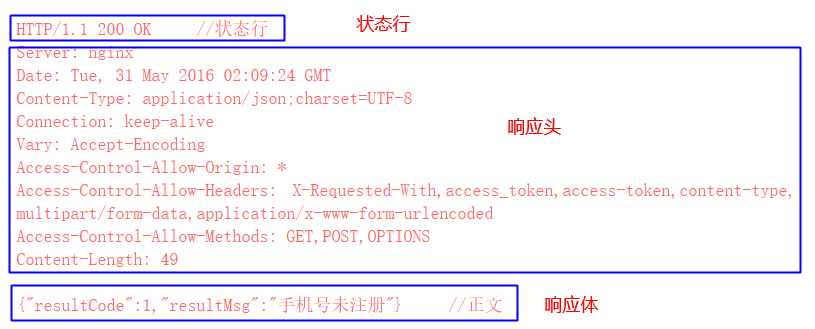 HTTP/1.1 200 OK //状态行 状态行
Server: nginx
Date: Tue, 31 May 2016 02:09:24 GMT
Content-Type: application/json;charset=UTF-8
Connection: keep-alive
响应头
Vary: Accept-Encoding
Access-Control-Allow-Origin: *
Access-Control-Allow-Headers: X-Requested-With,access_token,access-token,content-type,
multipart/form-data,application/x-www-form-urlencoded
Access-Control-Allow-Methods: GET,POST,OPTIONS
Content-Length: 49
{"resultCode":1,"resultMsg":"手机号未注册"} //正文 响应体